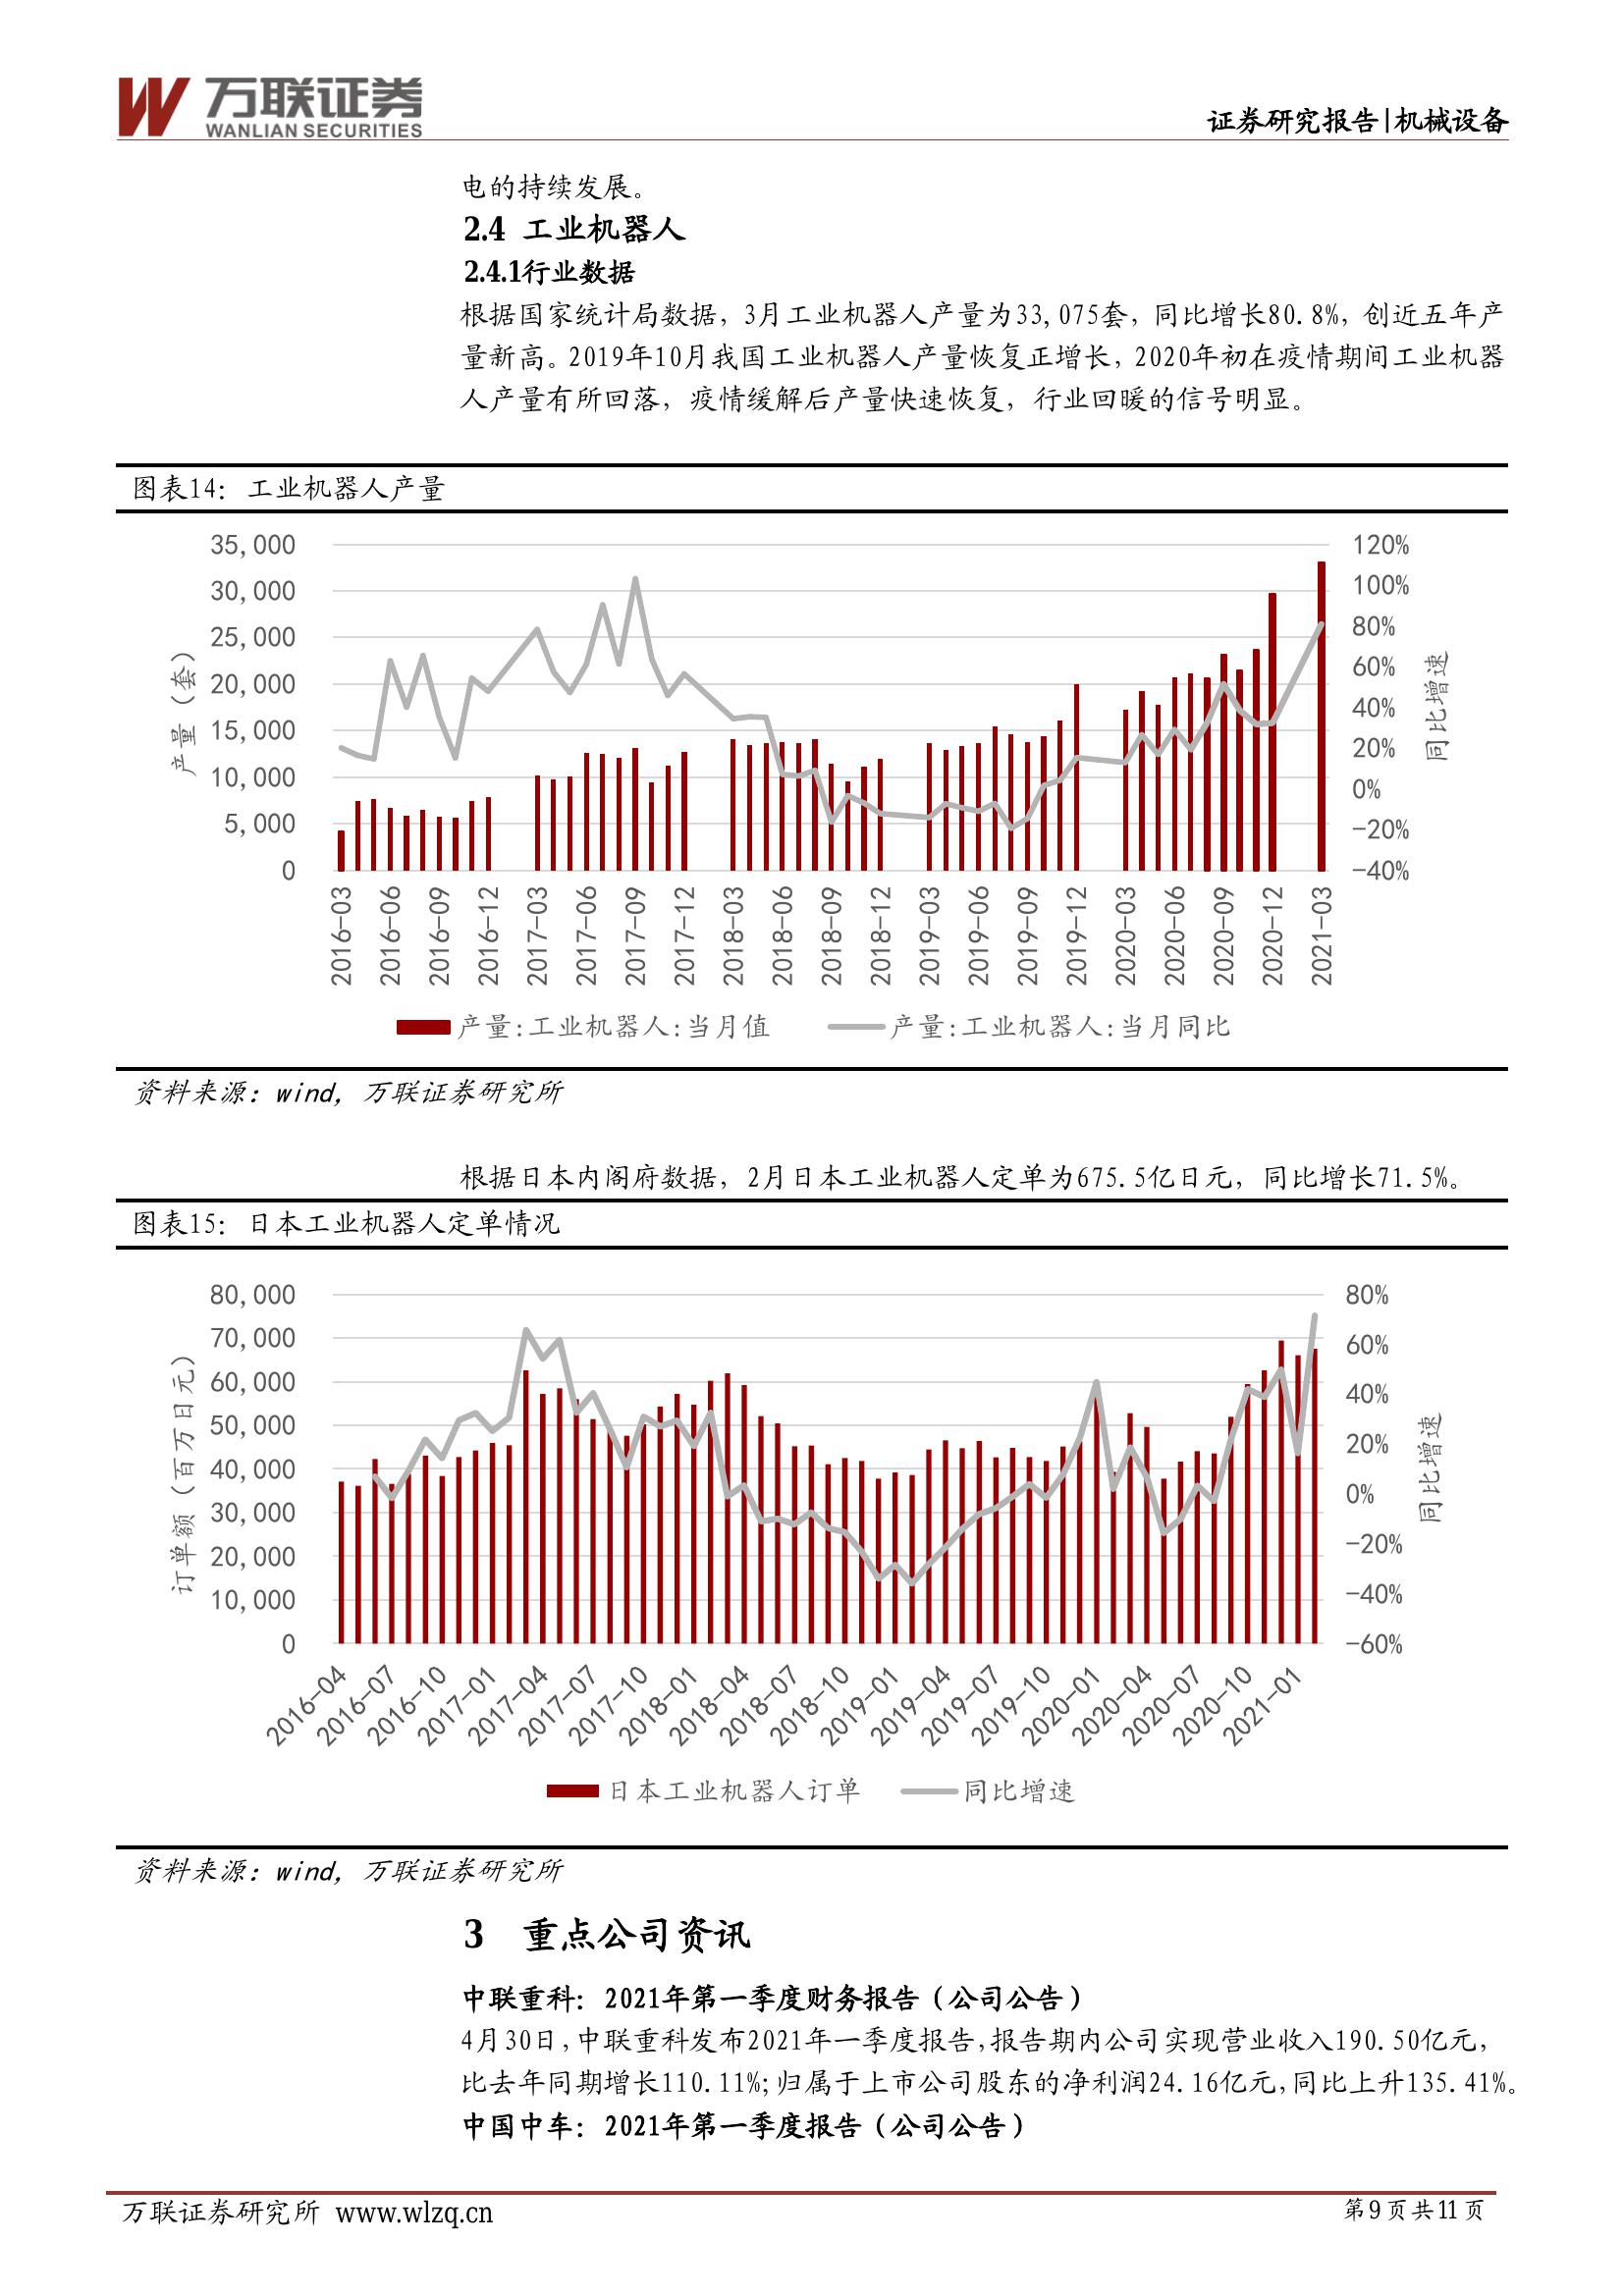 万联证券
WANLIAN SECURITIES
证券研究报告|机械设备
电的持续发展。
2.4 工业机器人
2.4.1行业数据
根据国家统计局数据，3月工业机器人产量为33,075套，同比增长80.8%，创近五年产
量新高。2019年10月我国工业机器人产量恢复正增长，2020年初在疫情期间工业机器
人产量有所回落，疫情缓解后产量快速恢复，行业回暖的信号明显。
图表14：工业机器人产量
产量（套）
35,000
30,000
25,000
20,000
15,000
10,000
5,000
0
120%
100%
80%
60%
40%
20%
0%
-20%
-40%
同比增速
2016-03
2016-06
2016-09
2016-12
2017-03
2017-06
2017-09
2017-12
2018-03
2018-06
2018-09
2018-12
2019-03
2019-06
2019-09
2019-12
2020-03
2020-06
2020-09
2020-12
2021-03
产量:工业机器人:当月值
产量:工业机器人:当月同比
资料来源：wind，万联证券研究所
根据日本内阁府数据，2月日本工业机器人定单为675.5亿日元，同比增长71.5%。
图表15：日本工业机器人定单情况
订单额（百万日元）
80,000
70,000
60,000
50,000
40,000
30,000
20,000
10,000
0
80%
60%
40%
20%
0%
-20%
-40%
-60%
同比增速
2016-04
2016-07
2016-10
2017-01
2017-04
2017-07
2017-10
2018-01
2018-04
2018-07
2018-10
2019-01
2019-04
2019-07
2019-10
2020-01
2020-04
2020-07
2020-10
2021-01
日本工业机器人订单
同比增速
资料来源：wind，万联证券研究所
3 重点公司资讯
中联重科：2021年第一季度财务报告（公司公告）
4月30日,中联重科发布2021年一季度报告,报告期内公司实现营业收入190.50亿元,
比去年同期增长110.11%;归属于上市公司股东的净利润24.16亿元,同比上升135.41%。
中国中车：2021年第一季度报告（公司公告）
万联证券研究所 www.wlzq.cn
第9页共11页